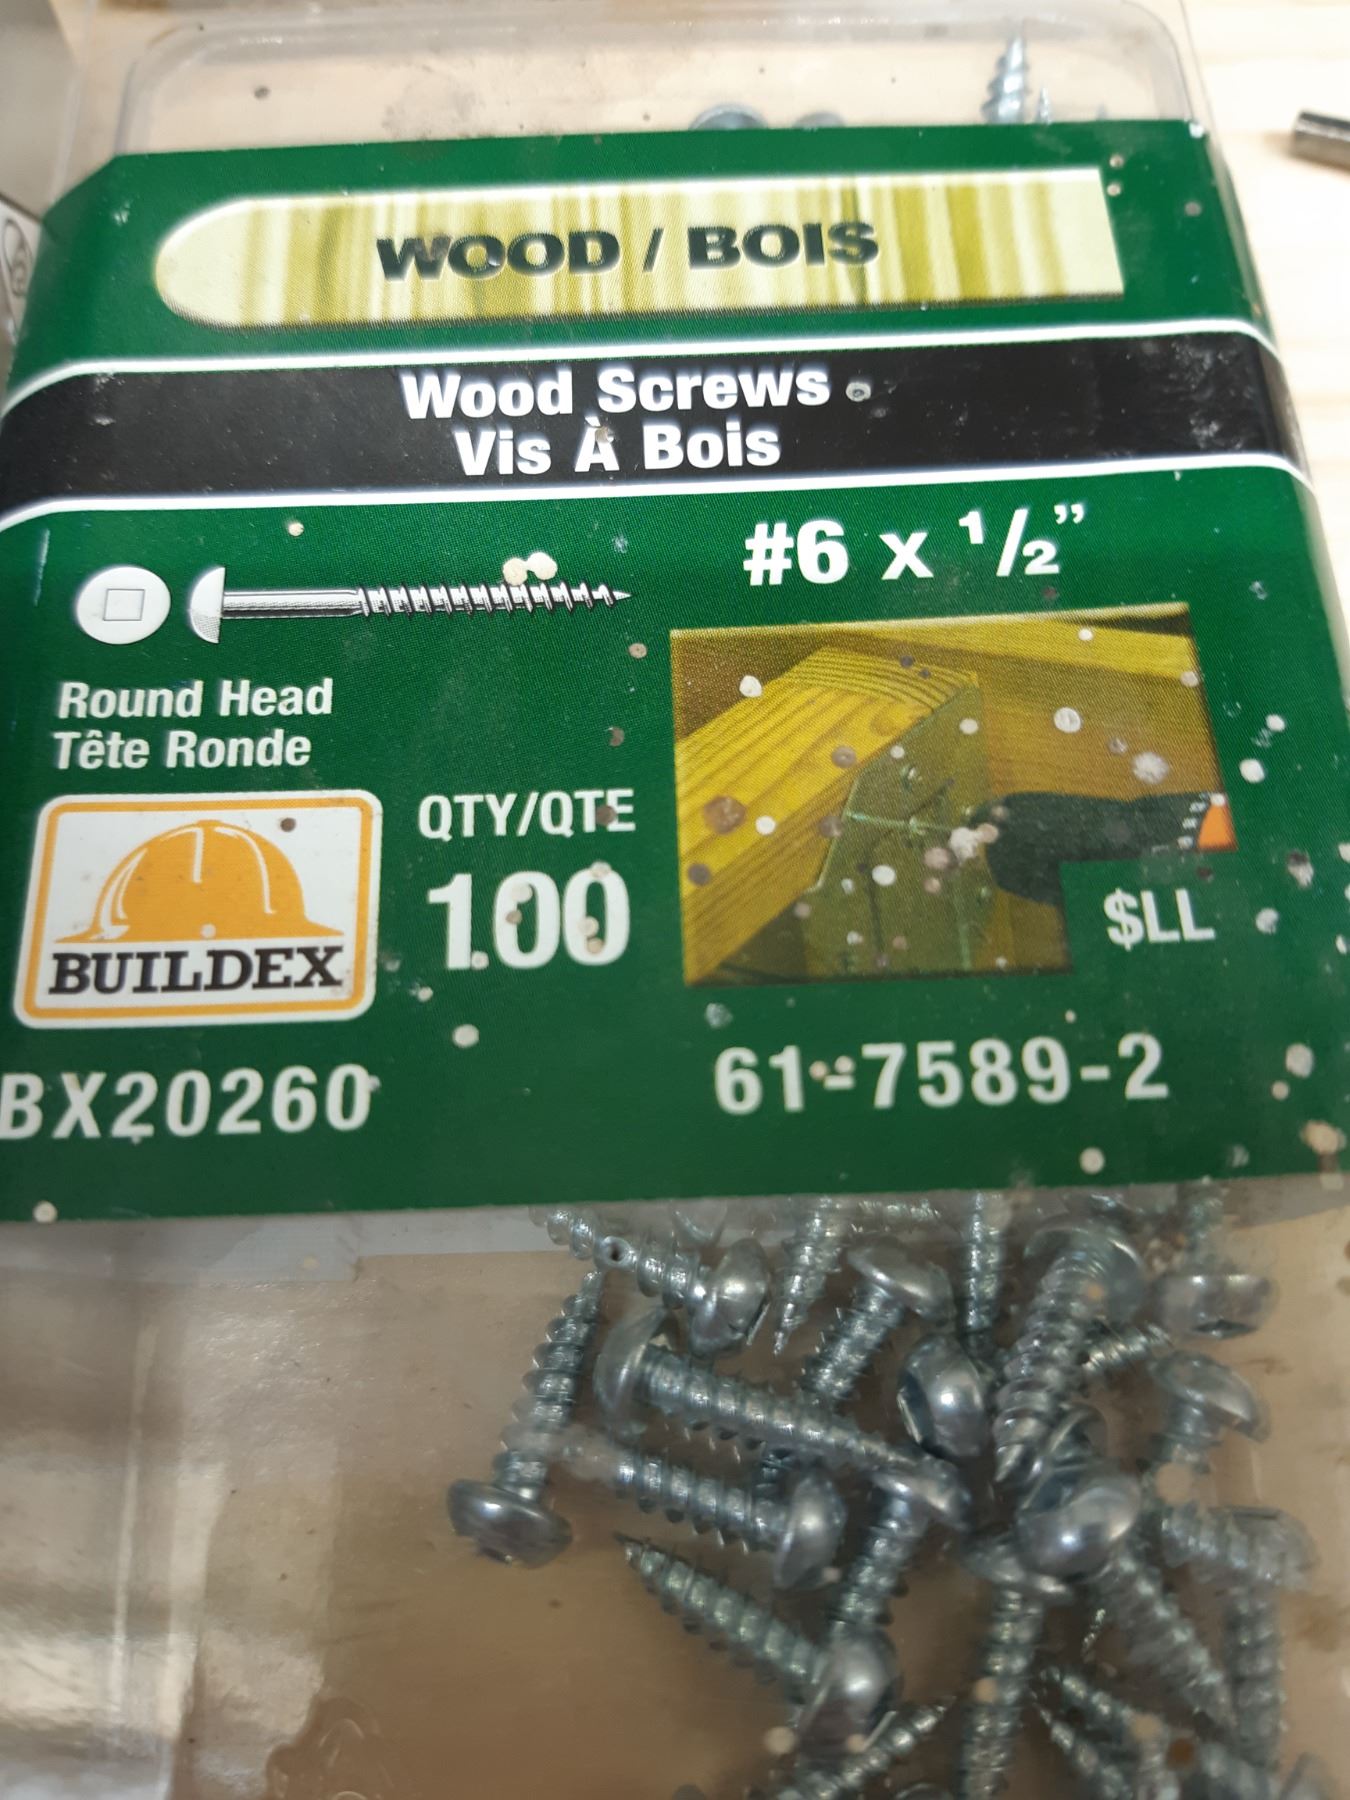 WOOD / BOIS
Wood Screws
Vis À Bois
#6 x 1/2”
Round Head
Tête Ronde
QTY/QTE
100
BUILDEX
$LL
BX20260
61-7589-2